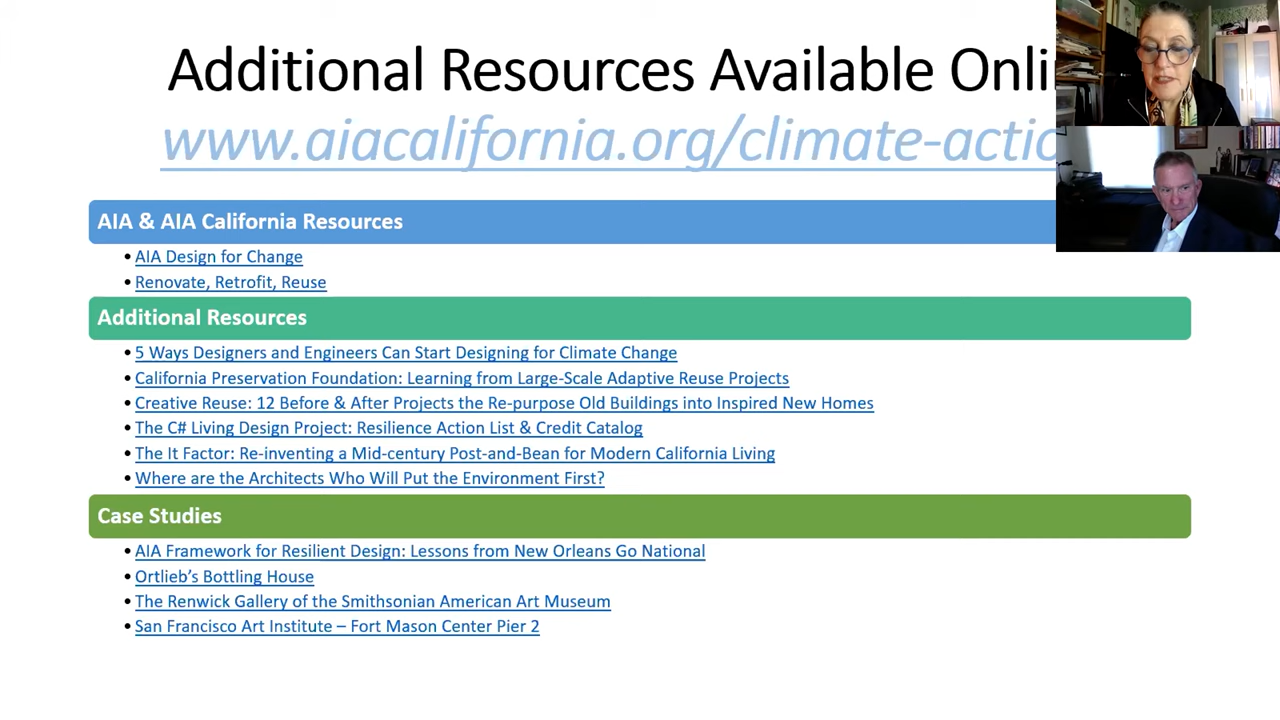 Additional Resources Available Onli
www.aiacalifornia.org/climate-actio
AIA & AIA California Resources
• AIA Design for Change
• Renovate, Retrofit, Reuse
Additional Resources
• 5 Ways Designers and Engineers Can Start Designing for Climate Change
• California Preservation Foundation: Learning from Large-Scale Adaptive Reuse Projects
• Creative Reuse: 12 Before & After Projects the Re-purpose Old Buildings into Inspired New Homes
• The C# Living Design Project: Resilience Action List & Credit Catalog
• The It Factor: Re-inventing a Mid-century Post-and-Bean for Modern California Living
• Where are the Architects Who Will Put the Environment First?
Case Studies
• AIA Framework for Resilient Design: Lessons from New Orleans Go National
• Ortlieb’s Bottling House
• The Renwick Gallery of the Smithsonian American Art Museum
• San Francisco Art Institute – Fort Mason Center Pier 2